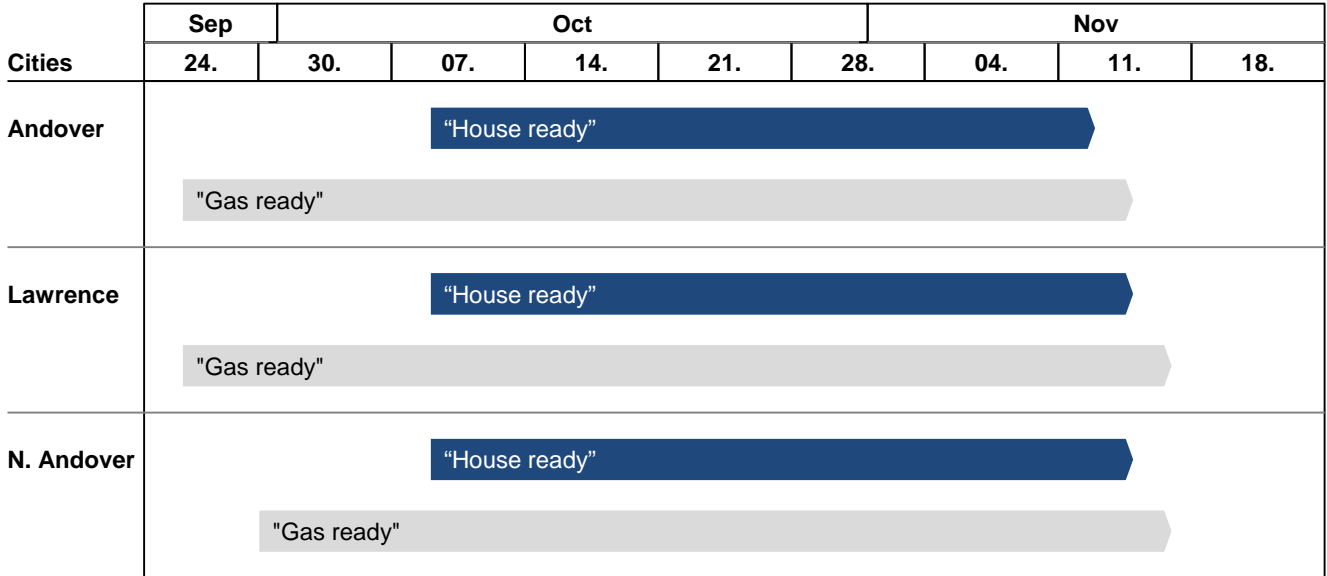 Sep Oct Nov
Cities 24. 30. 07. 14. 21. 28. 04. 11. 18.
Andover “House ready”
"Gas ready"
Lawrence “House ready”
"Gas ready"
N. Andover “House ready”
"Gas ready"